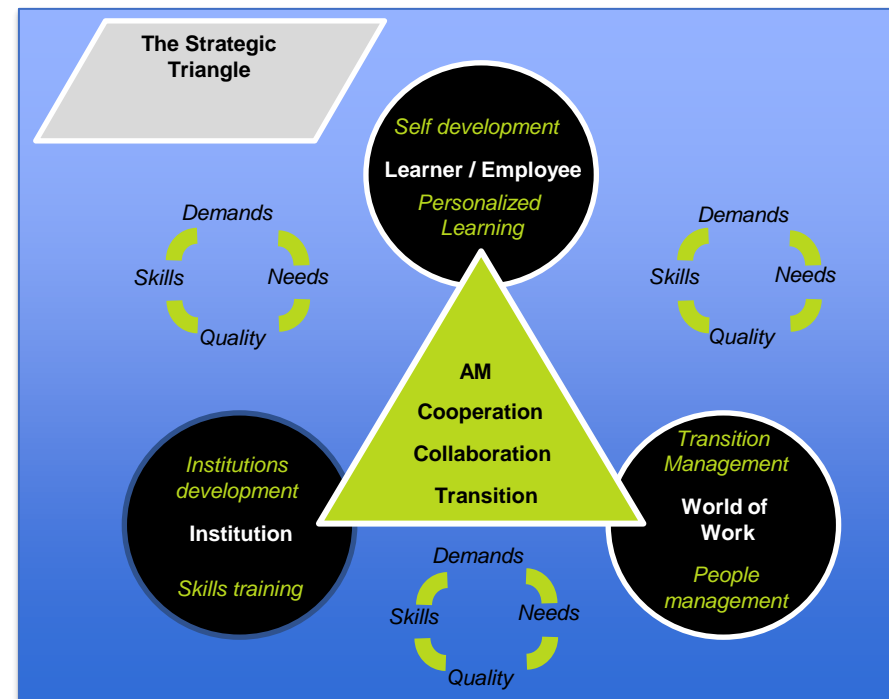 The Strategic
Triangle
Self development
Learner / Employee
Personalized
Learning
Demands
Skills
Needs
Quality
Demands
Skills
Needs
Quality
AM
Cooperation
Collaboration
Transition
Institutions
development
Institution
Skills training
Transition
Management
World of
Work
People
management
Demands
Skills
Needs
Quality